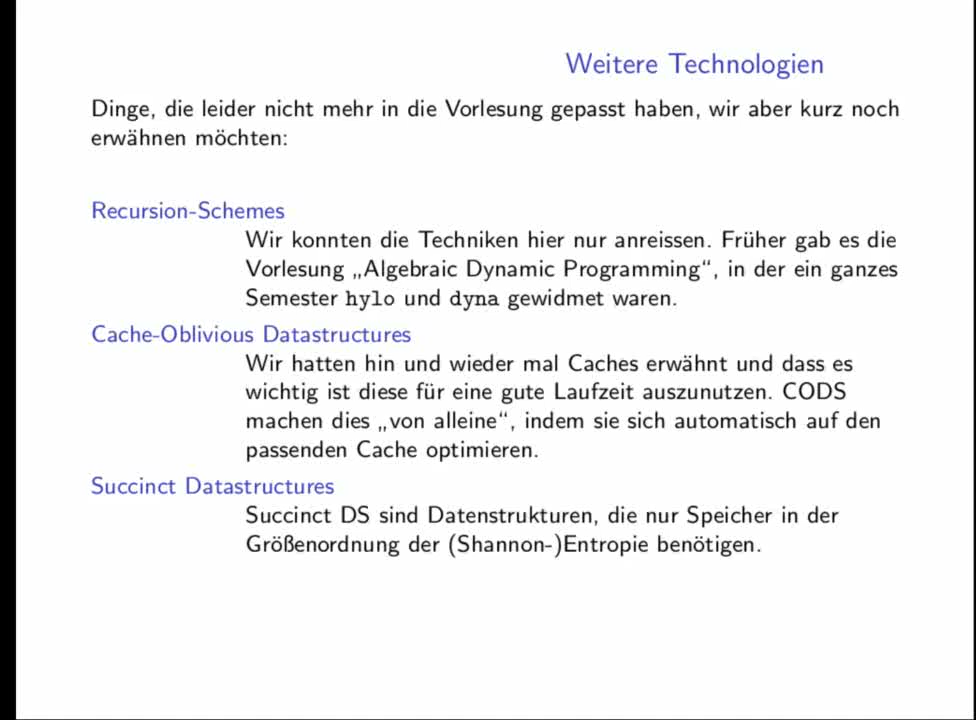 Weitere Technologien
Dinge, die leider nicht mehr in die Vorlesung gepasst haben, wir aber kurz noch
erwähnen möchten:
Recursion-Schemes
Wir konnten die Techniken hier nur anreissen. Früher gab es die
Vorlesung „Algebraic Dynamic Programming“, in der ein ganzes
Semester hylo und dyna gewidmet waren.
Cache-Oblivious Datastructures
Wir hatten hin und wieder mal Caches erwähnt und dass es
wichtig ist diese für eine gute Laufzeit auszunutzen. CODS
machen dies „von alleine“, indem sie sich automatisch auf den
passenden Cache optimieren.
Succinct Datastructures
Succinct DS sind Datenstrukturen, die nur Speicher in der
Größenordnung der (Shannon-)Entropie benötigen.